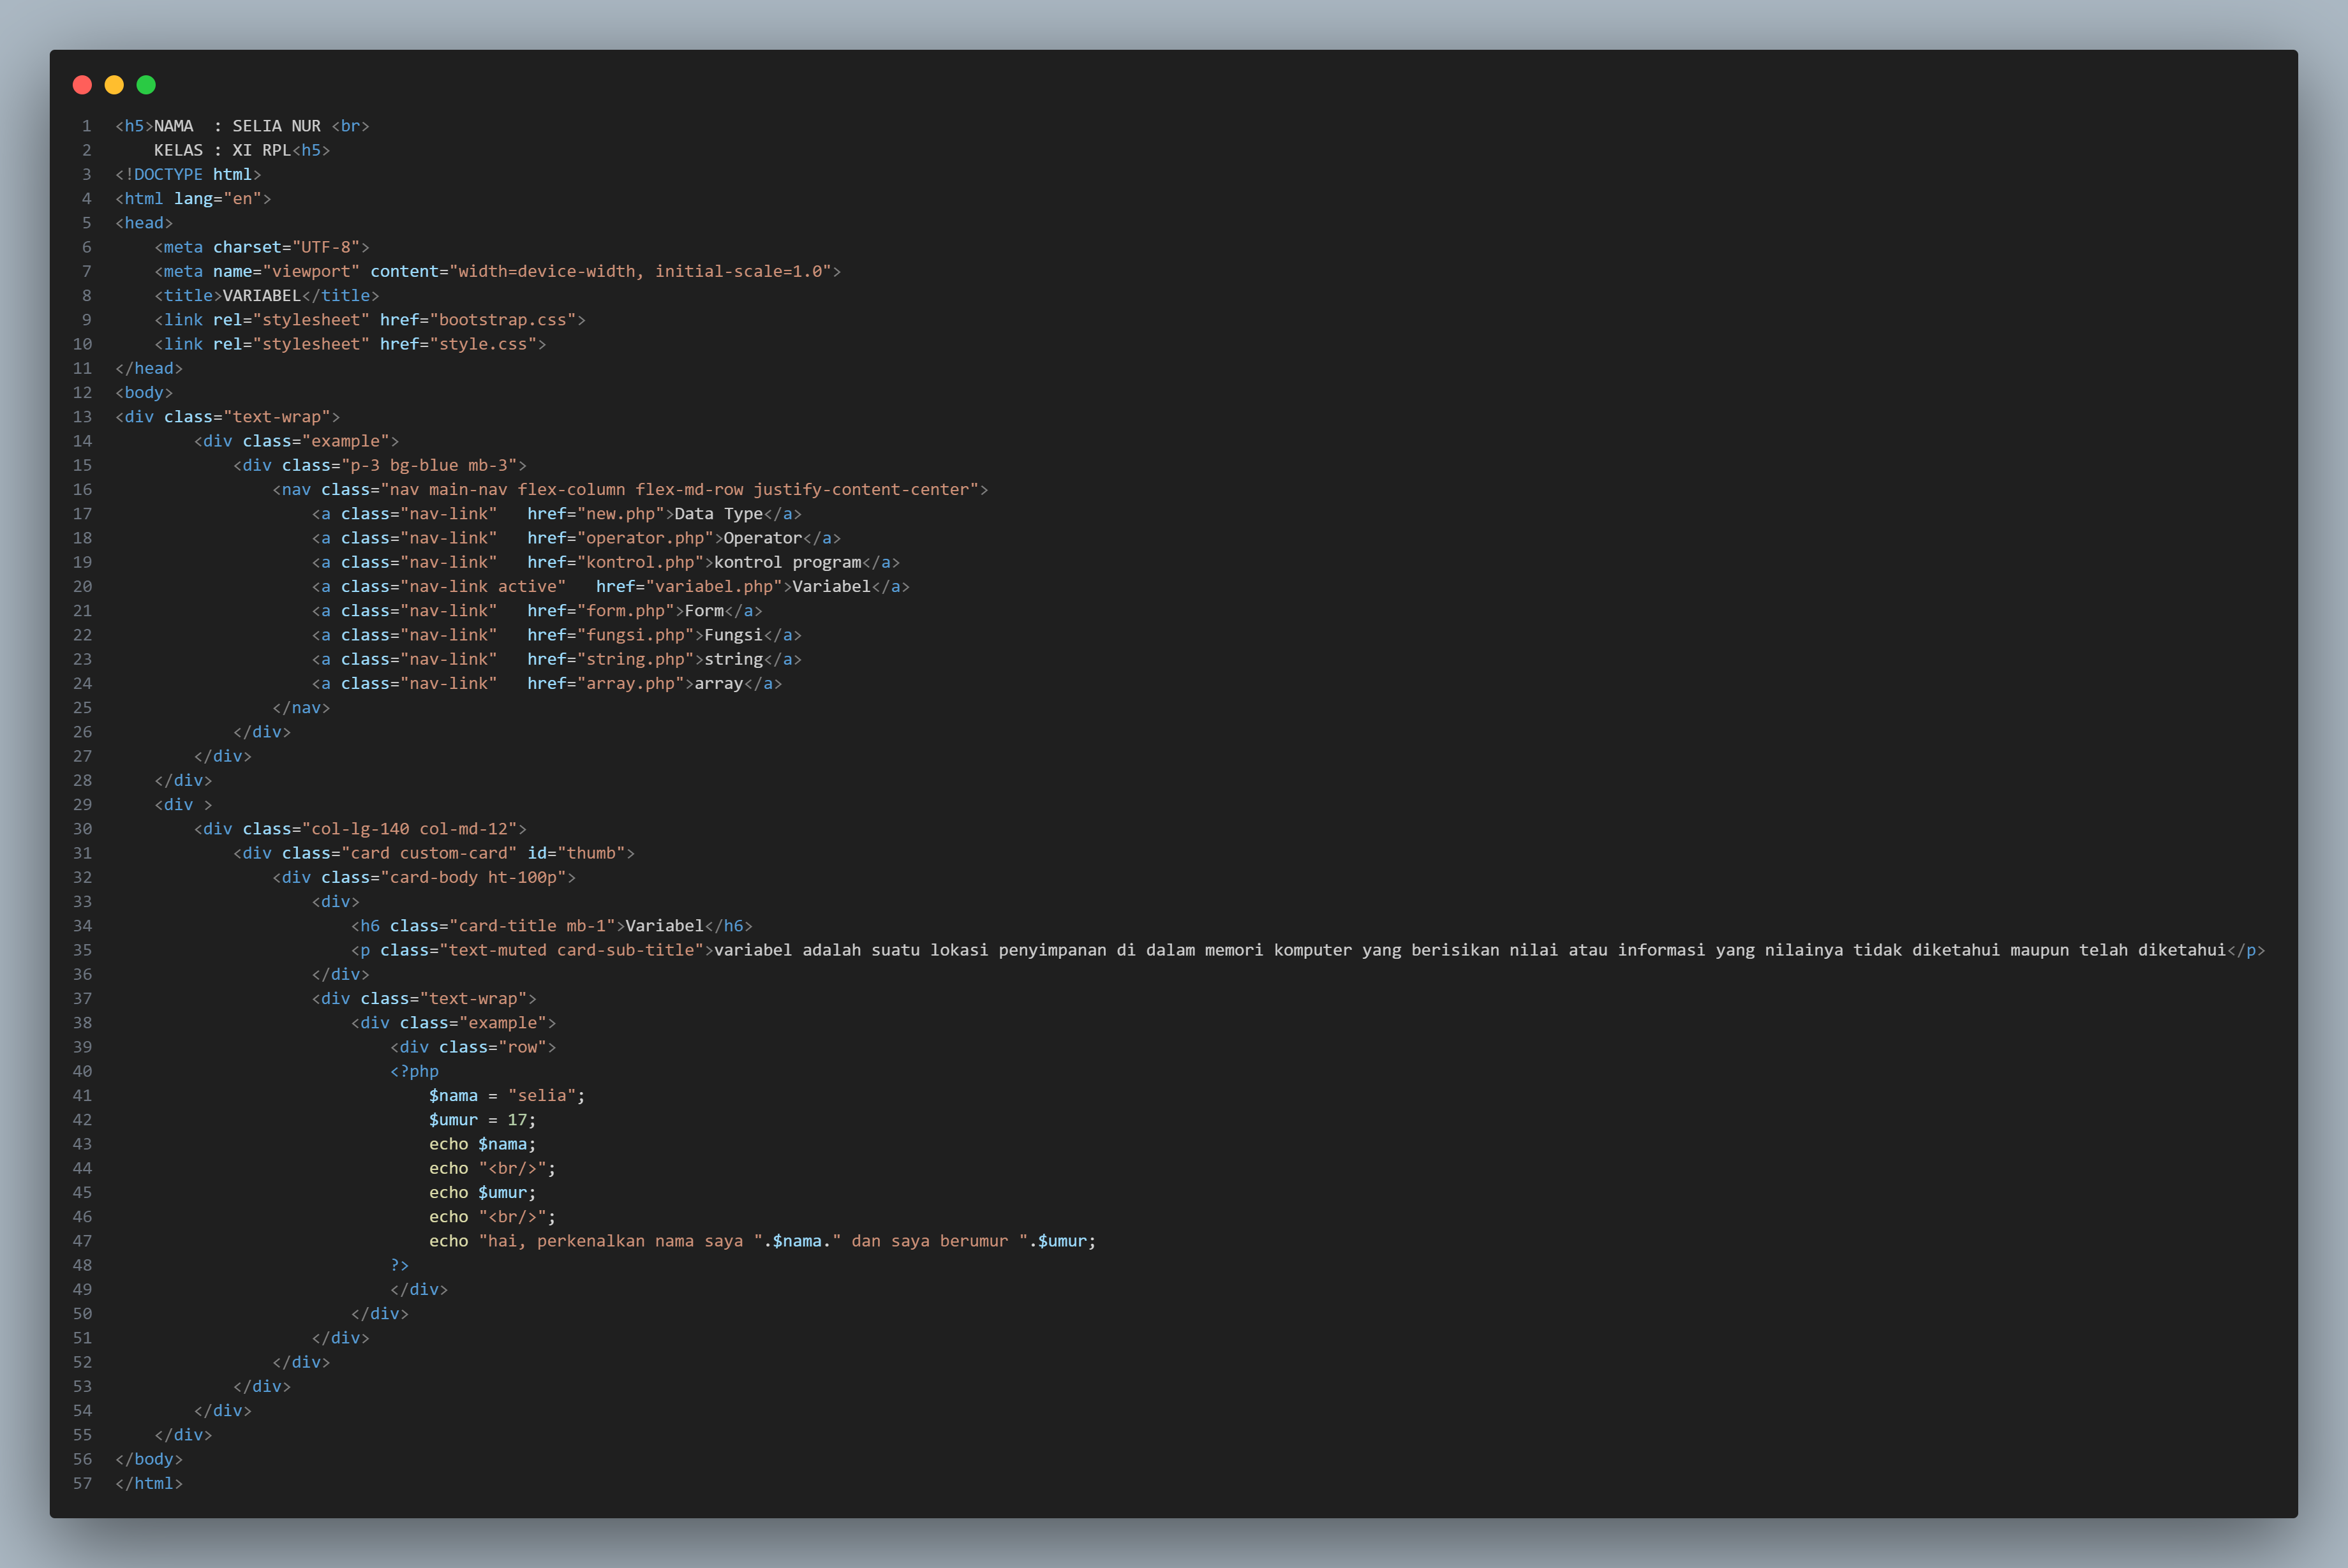 1 <h5>NAMA  : SELIA NUR <br>
2     KELAS : XI RPL<h5>
3 <!DOCTYPE html>
4 <html lang="en">
5 <head>
6     <meta charset="UTF-8">
7     <meta name="viewport" content="width=device-width, initial-scale=1.0">
8     <title>VARIABEL</title>
9     <link rel="stylesheet" href="bootstrap.css">
10     <link rel="stylesheet" href="style.css">
11 </head>
12 <body>
13 <div class="text-wrap">
14         <div class="example">
15             <div class="p-3 bg-blue mb-3">
16                 <nav class="nav main-nav flex-column flex-md-row justify-content-center">
17                     <a class="nav-link"   href="new.php">Data Type</a>
18                     <a class="nav-link"   href="operator.php">Operator</a>
19                     <a class="nav-link"   href="kontrol.php">kontrol program</a>
20                     <a class="nav-link active"   href="variabel.php">Variabel</a>
21                     <a class="nav-link"   href="form.php">Form</a>
22                     <a class="nav-link"   href="fungsi.php">Fungsi</a>
23                     <a class="nav-link"   href="string.php">string</a>
24                     <a class="nav-link"   href="array.php">array</a>
25                 </nav>
26             </div>
27         </div>
28     </div>
29     <div >
30         <div class="col-lg-140 col-md-12">
31             <div class="card custom-card" id="thumb">
32                 <div class="card-body ht-100p">
33                     <div>
34                         <h6 class="card-title mb-1">Variabel</h6>
35                         <p class="text-muted card-sub-title">variabel adalah suatu lokasi penyimpanan di dalam memori komputer yang berisikan nilai atau informasi yang nilainya tidak diketahui maupun telah diketahui</p>
36                     </div>
37                     <div class="text-wrap">
38                         <div class="example">
39                             <div class="row">
40                             <?php
41                                 $nama = "selia";
42                                 $umur = 17;
43                                 echo $nama;
44                                 echo "<br/>";
45                                 echo $umur;
46                                 echo "<br/>";
47                                 echo "hai, perkenalkan nama saya ".$nama." dan saya berumur ".$umur;
48                             ?>
49                             </div>
50                         </div>
51                     </div>
52                 </div>
53             </div>
54         </div>
55     </div>
56 </body>
57 </html>